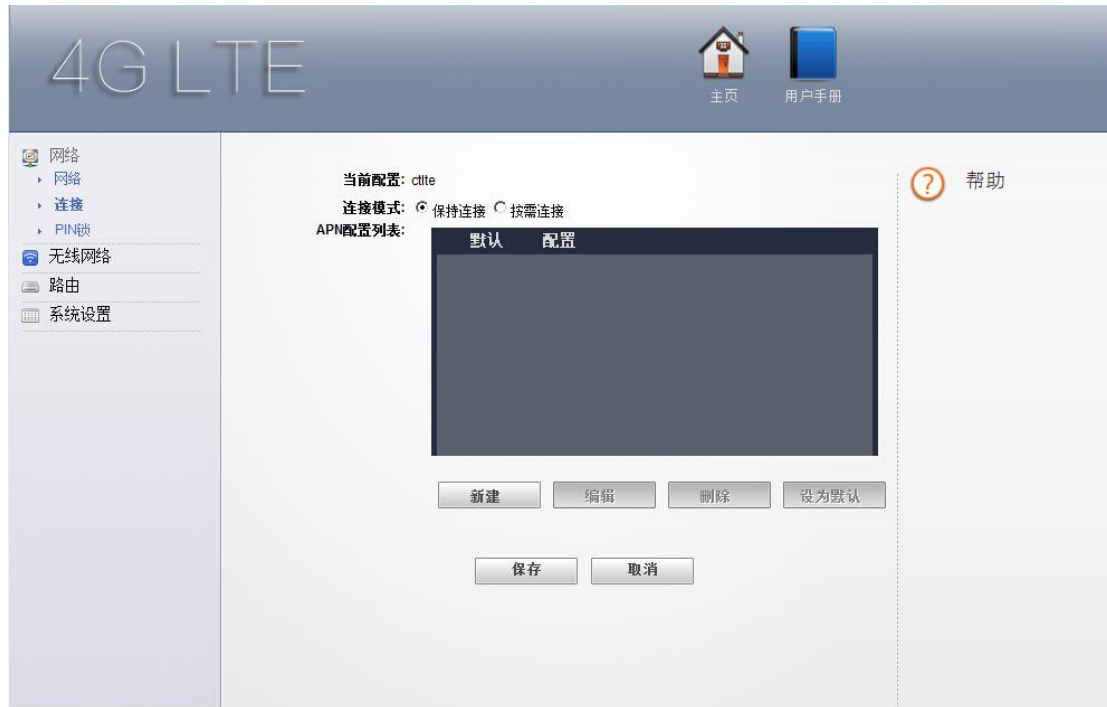 4G LTE
主页
用户手册
网络
网络
连接
PIN锁
无线网络
路由
系统设置
当前配置: ctlte
连接模式: 保持连接 按需连接
APN配置列表:
默认 配置
新建 编辑 删除 设为默认
保存 取消
? 帮助